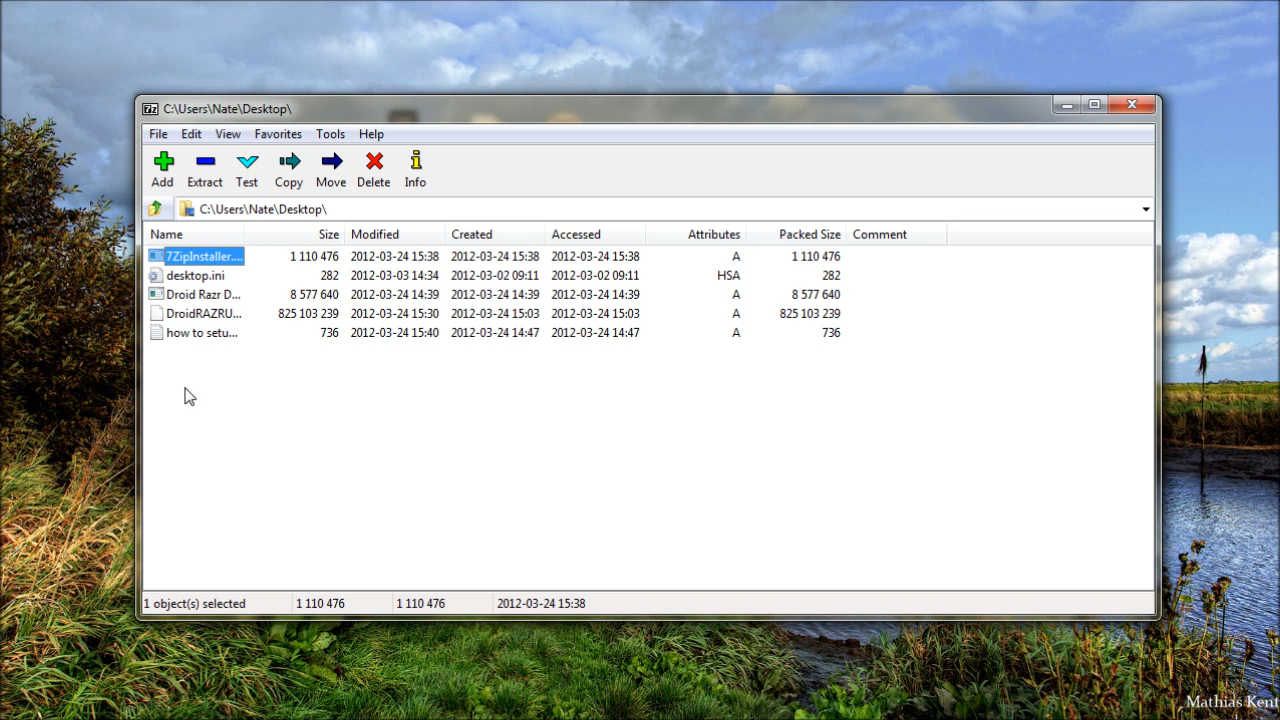 C:\Users\Nate\Desktop\
File Edit View Favorites Tools Help
Add Extract Test Copy Move Delete Info
C:\Users\Nate\Desktop\
Name Size Modified Created Accessed Attributes Packed Size Comment
7ZipInstaller.... 1 110 476 2012-03-24 15:38 2012-03-24 15:38 2012-03-24 15:38 A 1 110 476
desktop.ini 282 2012-03-03 14:34 2012-03-02 09:11 2012-03-02 09:11 HSA 282
Droid Razr D... 8 577 640 2012-03-24 14:39 2012-03-24 14:39 2012-03-24 14:39 A 8 577 640
DroidRAZRU... 825 103 239 2012-03-24 15:30 2012-03-24 15:03 2012-03-24 15:03 A 825 103 239
how to setu... 736 2012-03-24 15:40 2012-03-24 14:47 2012-03-24 14:47 A 736
1 object(s) selected 1 110 476 1 110 476 2012-03-24 15:38
Mathias Kent